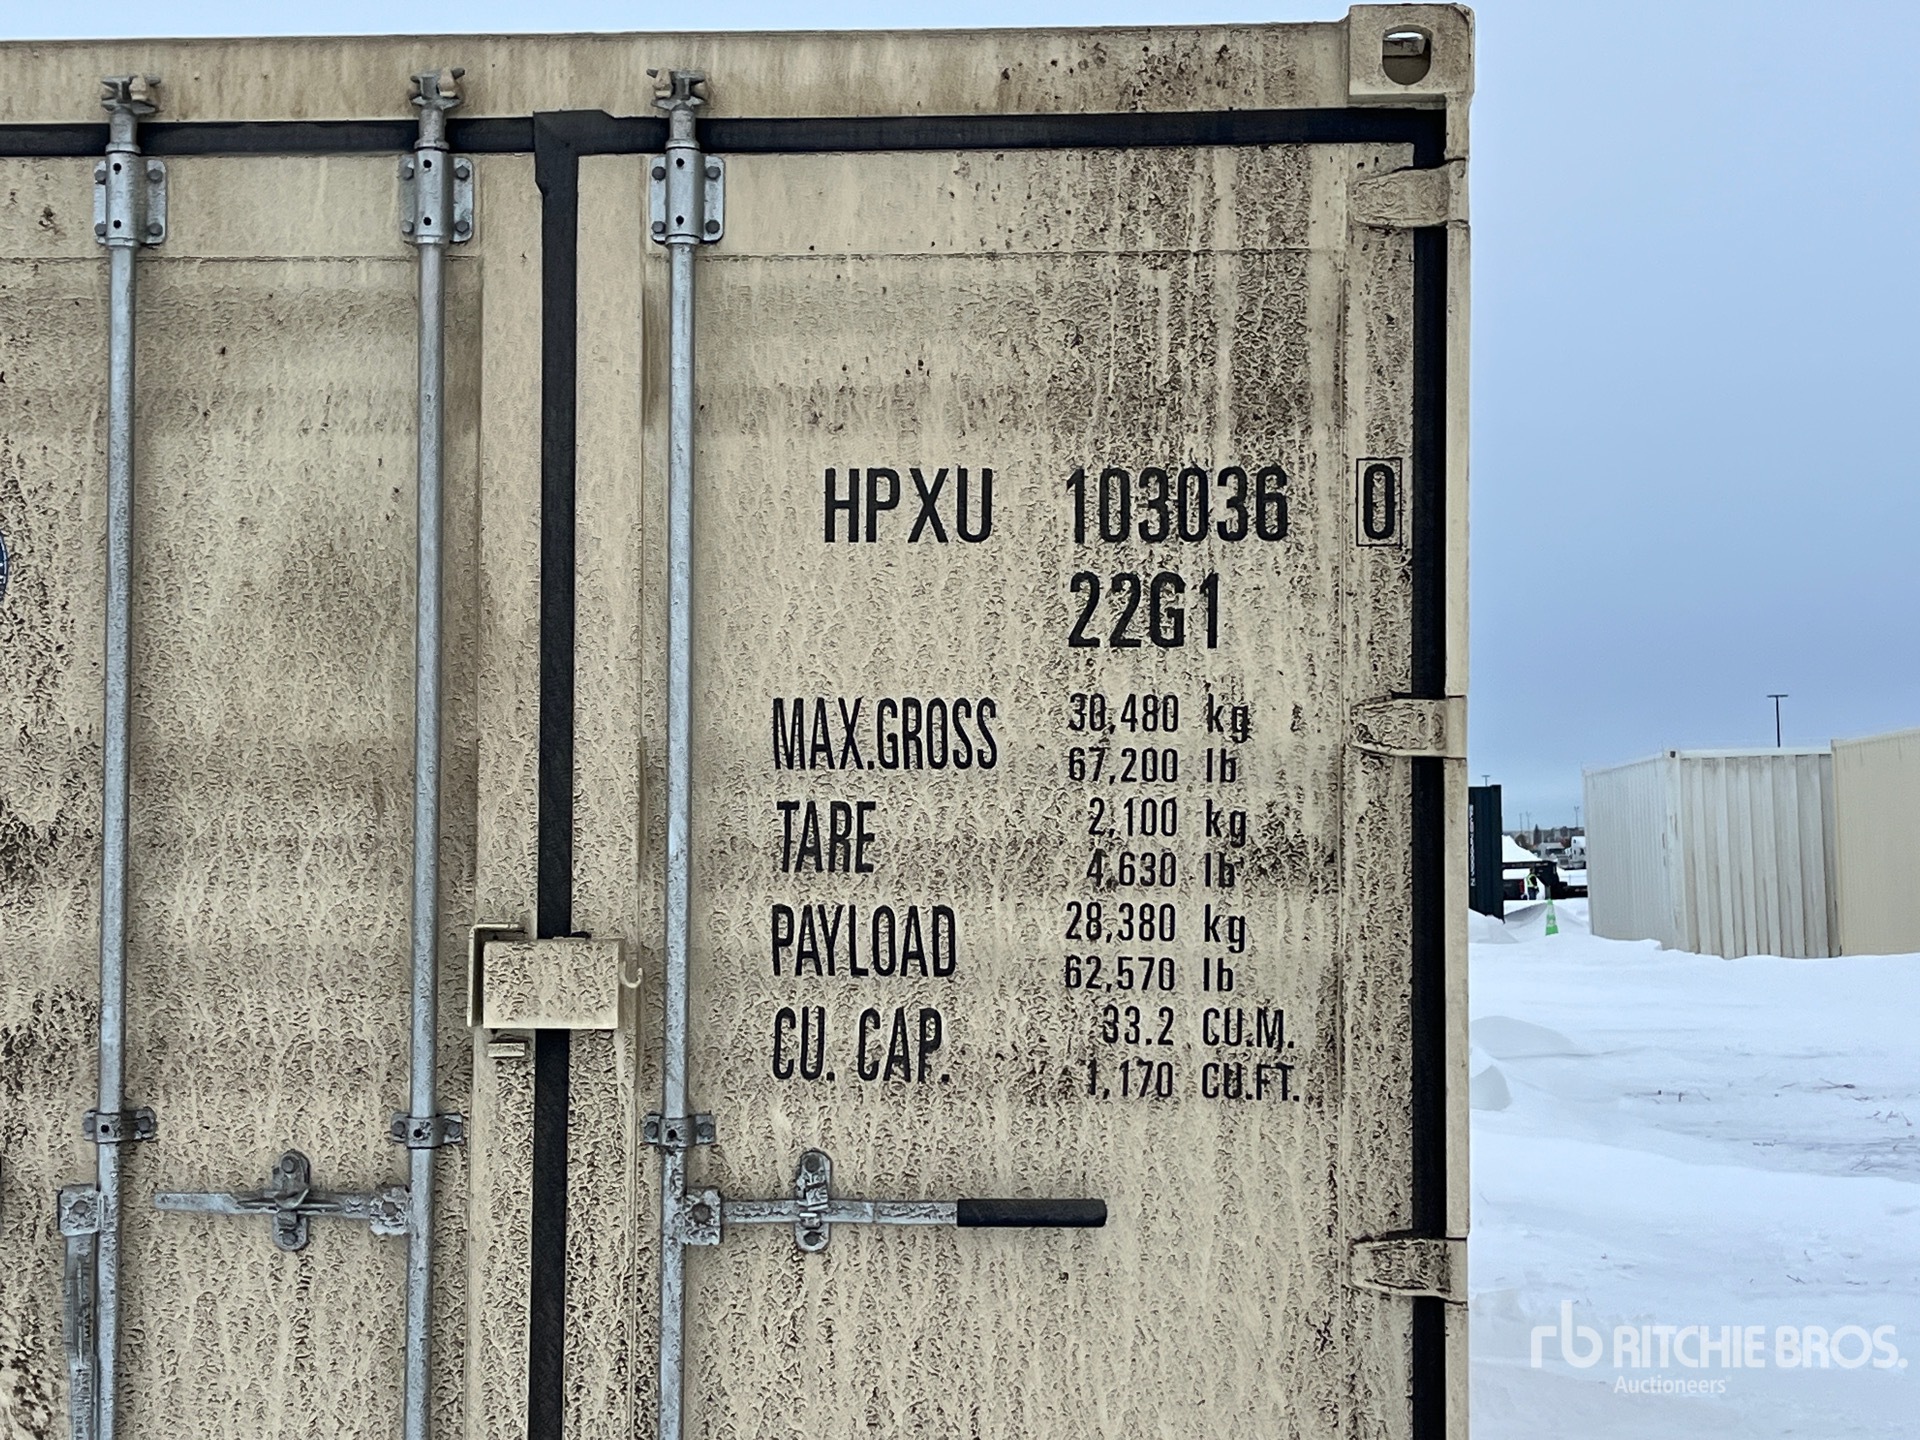 HPXU 103036 0
22G1
MAX.GROSS 30,480 kg
67,200 lb
TARE 2,100 kg
4,630 lb
PAYLOAD 28,380 kg
62,570 lb
CU. CAP. 33.2 CU.M.
1,170 CU.FT.
rb RITCHIE BROS.
Auctioneers